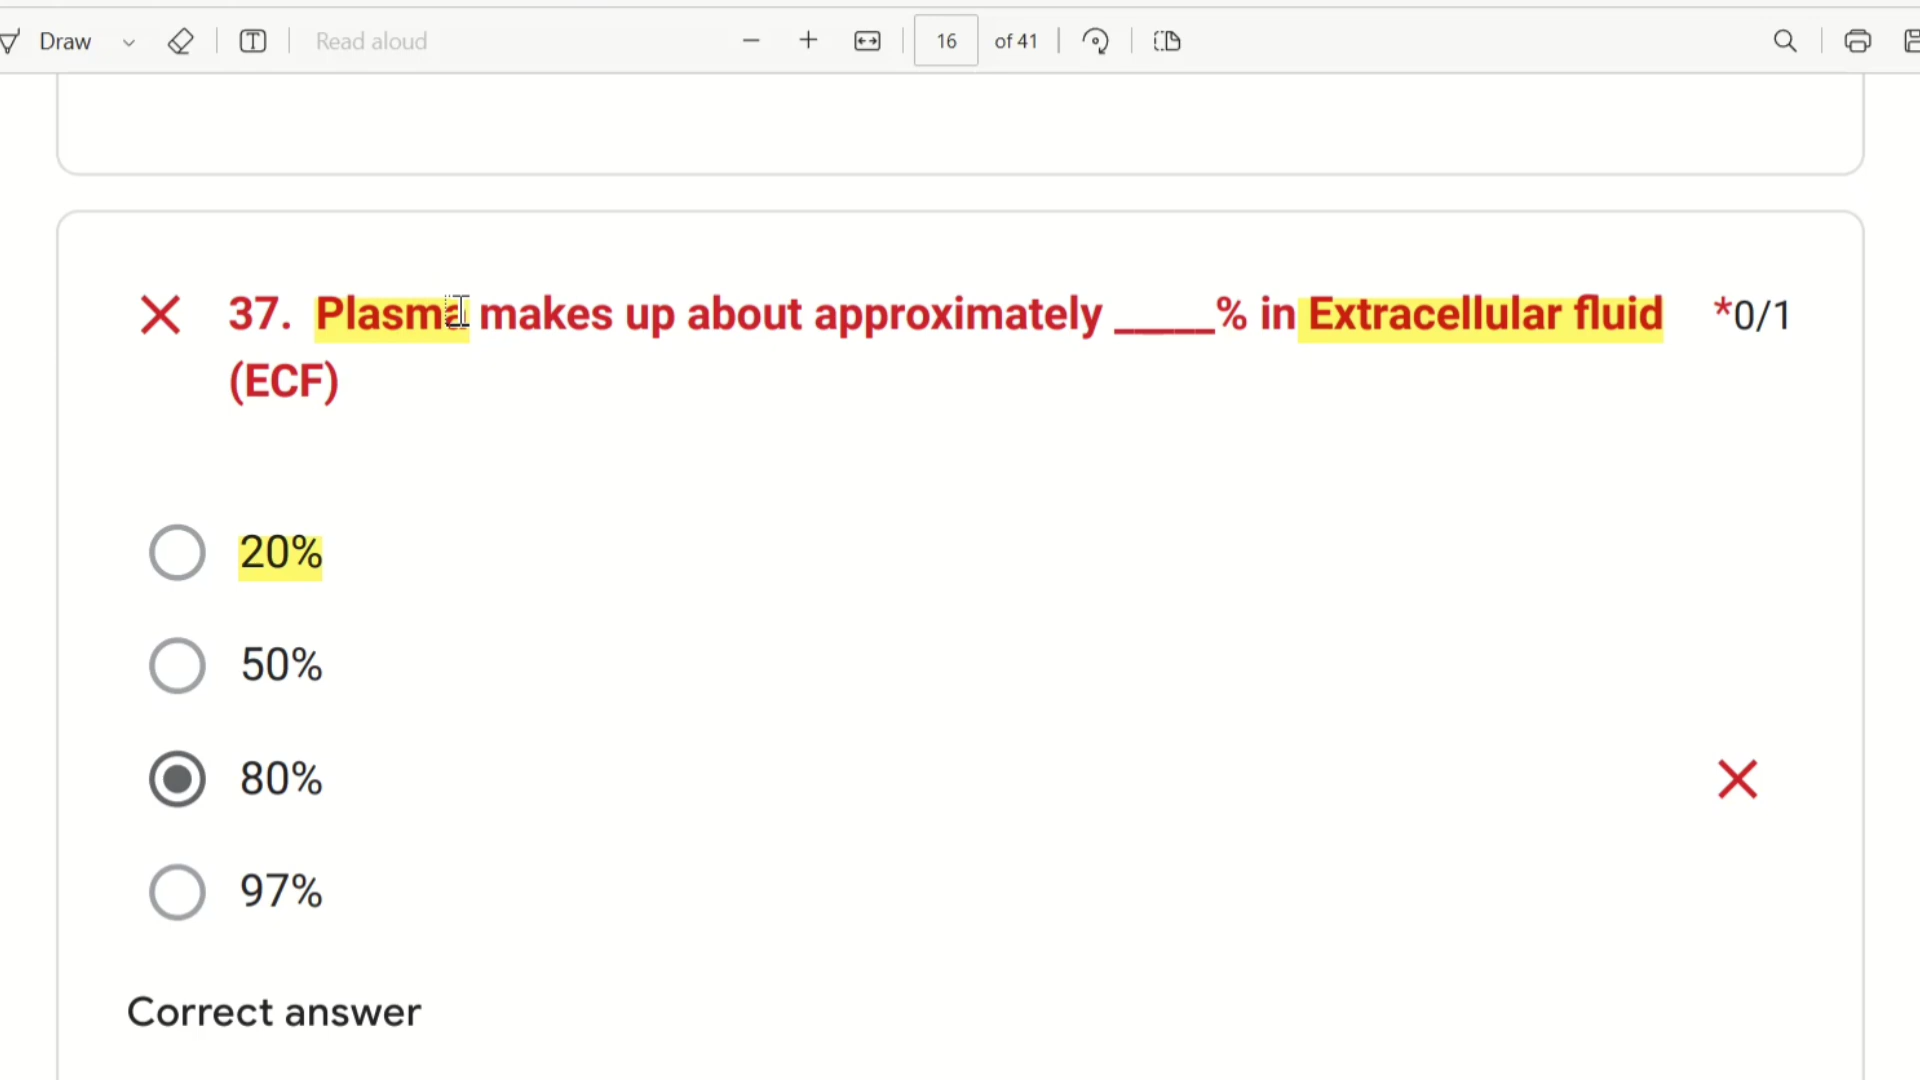 Draw Read aloud 16 of 41
37. Plasma makes up about approximately _____% in Extracellular fluid *0/1
(ECF)
20%
50%
80%
97%
Correct answer